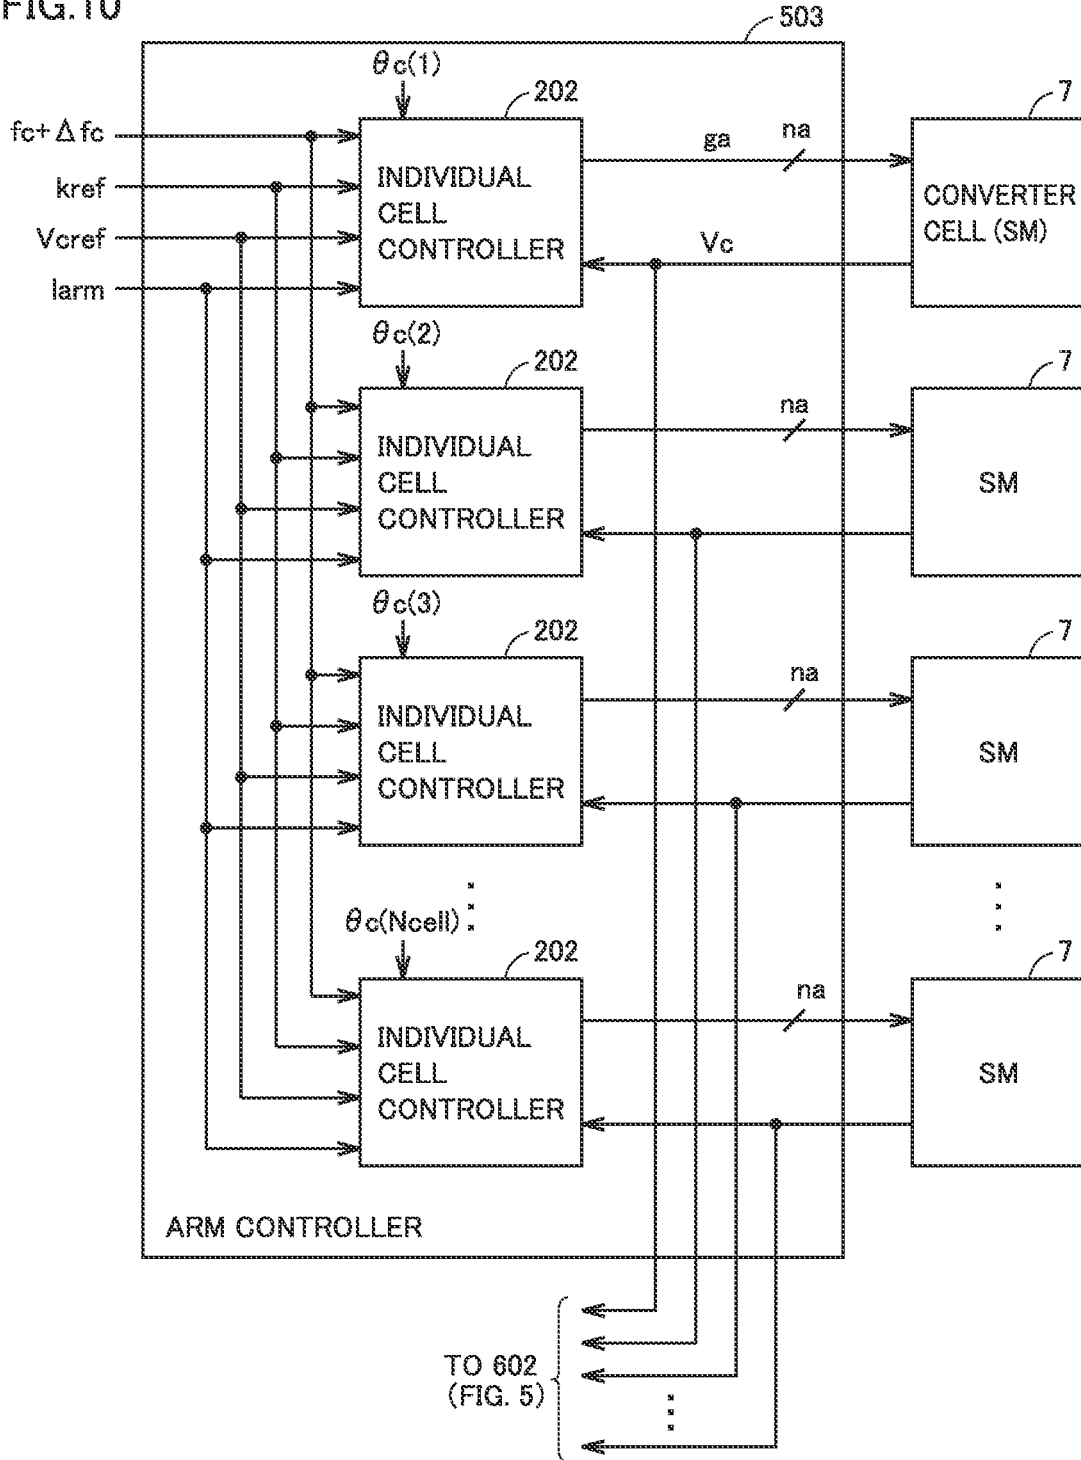 FIG.10
503
θc(1)
202
7
fc+Δfc
ga
na
INDIVIDUAL
CELL
CONTROLLER
CONVERTER
CELL (SM)
kref
Vcref
Vc
Iarm
θc(2)
202
7
na
INDIVIDUAL
CELL
CONTROLLER
SM
θc(3)
202
7
na
INDIVIDUAL
CELL
CONTROLLER
SM
θc(Ncell)
202
7
na
INDIVIDUAL
CELL
CONTROLLER
SM
ARM CONTROLLER
TO 602
(FIG. 5)